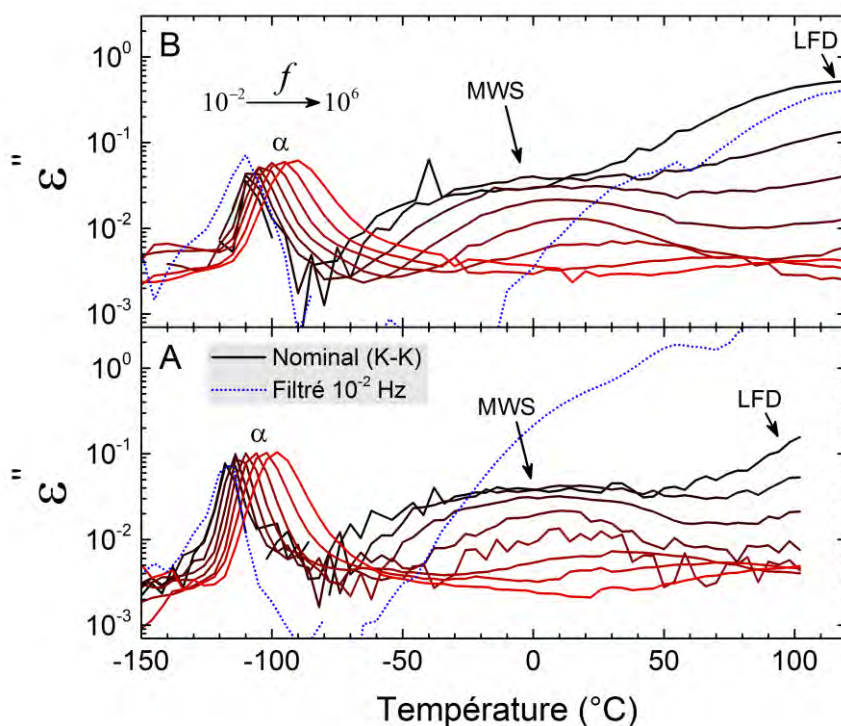 B
LFD
f
10⁻² 10⁶
MWS
α
10⁰
10⁻¹
10⁻²
10⁻³
ε"
A
Nominal (K-K)
Filtré 10⁻² Hz
MWS
LFD
α
10⁰
10⁻¹
10⁻²
10⁻³
ε"
-150 -100 -50 0 50 100
Température (°C)